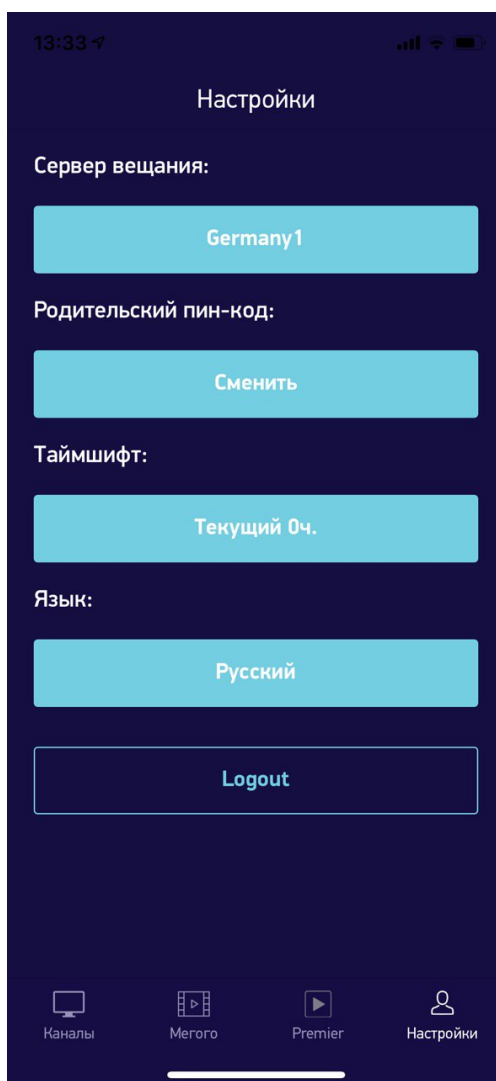 13:33
Настройки
Сервер вещания:
Germany1
Родительский пин-код:
Сменить
Таймшифт:
Текущий 0ч.
Язык:
Русский
Logout
Каналы
Мегого
Premier
Настройки